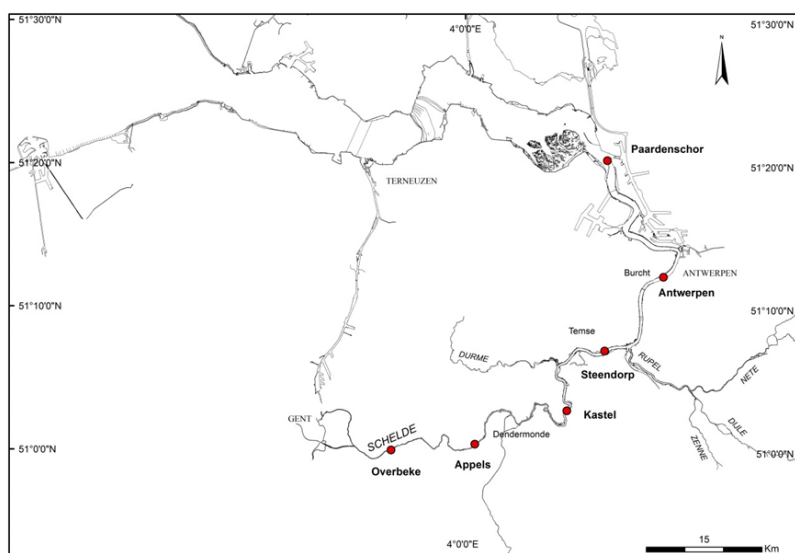 51°30'0"N
4°0'0"E
51°30'0"N
N
Paardenschor
51°20'0"N
51°20'0"N
TERNEUZEN
Burcht
ANTWERPEN
Antwerpen
51°10'0"N
51°10'0"N
Temse
DURME
RUPEL
NETE
Steendorp
Kastel
GENT
SCHELDE
Dendermonde
DIJLE
ZENNE
51°0'0"N
51°0'0"N
Overbeke
Appels
4°0'0"E
15
Km